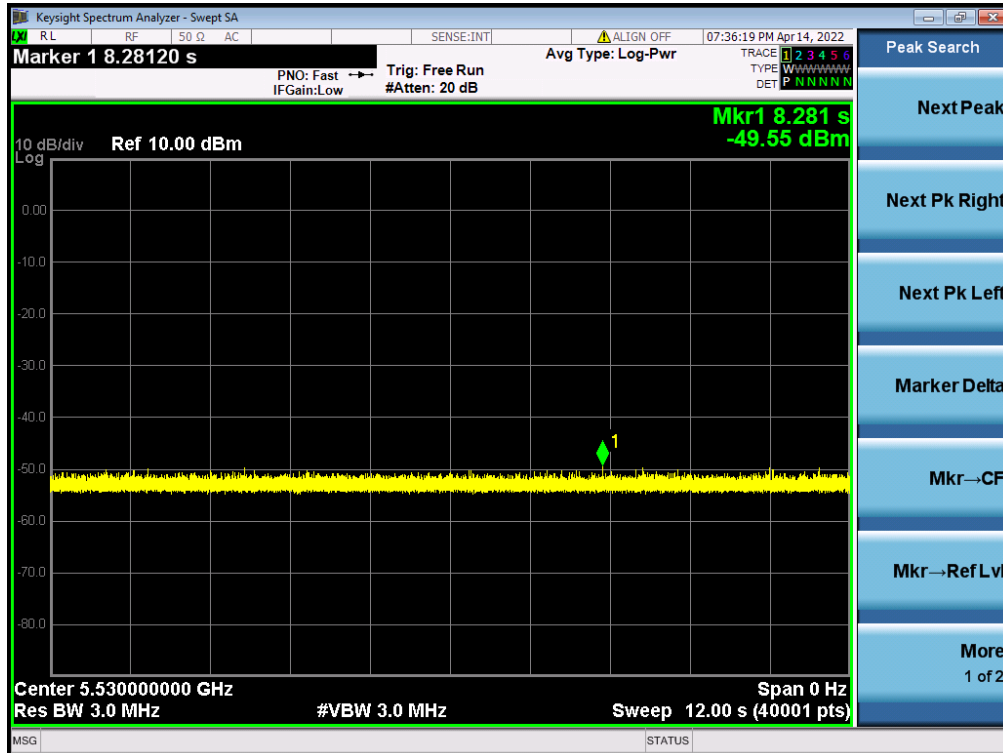 Keysight Spectrum Analyzer - Swept SA
LXI RL RF 50 Ω AC SENSE:INT ALIGN OFF 07:36:19 PM Apr 14, 2022
Marker 1 8.28120 s
PNO: Fast
IFGain:Low
Trig: Free Run
#Atten: 20 dB
Avg Type: Log-Pwr
TRACE 1 2 3 4 5 6
TYPE WWWWWW
DET P N N N N N
Mkr1 8.281 s
-49.55 dBm
10 dB/div Ref 10.00 dBm
Log
0.00
-10.0
-20.0
-30.0
-40.0
1
-50.0
-60.0
-70.0
-80.0
Center 5.530000000 GHz Span 0 Hz
Res BW 3.0 MHz #VBW 3.0 MHz Sweep 12.00 s (40001 pts)
MSG STATUS
Peak Search
Next Peak
Next Pk Right
Next Pk Left
Marker Delta
Mkr→CF
Mkr→Ref Lvl
More
1 of 2